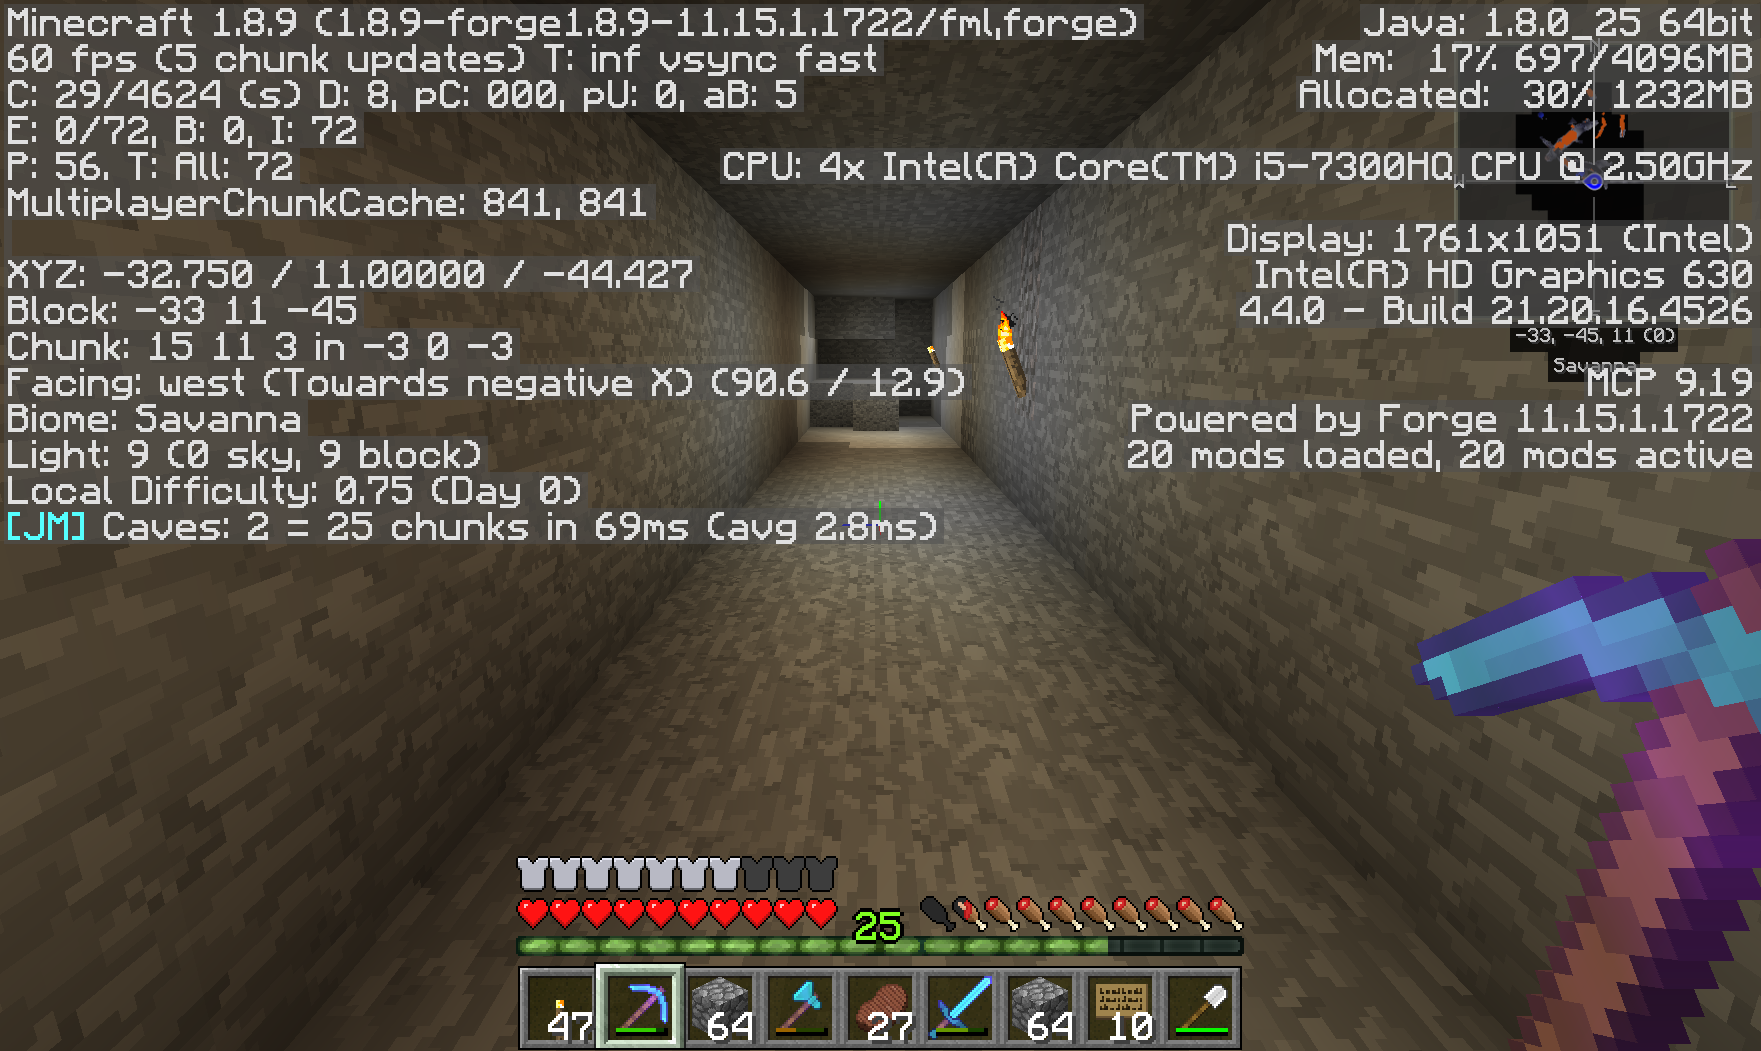 Minecraft 1.8.9 (1.8.9-forge1.8.9-11.15.1.1722/fml,forge)
60 fps (5 chunk updates) T: inf vsync fast
C: 29/4624 (s) D: 8, pC: 000, pU: 0, aB: 5
E: 0/72, B: 0, I: 72
P: 56. T: All: 72
MultiplayerChunkCache: 841, 841
XYZ: -32.750 / 11.00000 / -44.427
Block: -33 11 -45
Chunk: 15 11 3 in -3 0 -3
Facing: west (Towards negative X) (90.6 / 12.9)
Biome: Savanna
Light: 9 (0 sky, 9 block)
Local Difficulty: 0.75 (Day 0)
[JM] Caves: 2 = 25 chunks in 69ms (avg 2.8ms)
Java: 1.8.0_25 64bit
Mem: 17% 697/4096MB
Allocated: 30% 1232MB
CPU: 4x Intel(R) Core(TM) i5-7300HQ CPU @ 2.50GHz
Display: 1761x1051 (Intel)
Intel(R) HD Graphics 630
4.4.0 - Build 21.20.16.4526
-33, -45, 11 (0)
Savanna
MCP 9.19
Powered by Forge 11.15.1.1722
20 mods loaded, 20 mods active
25
47 64 27 64 10